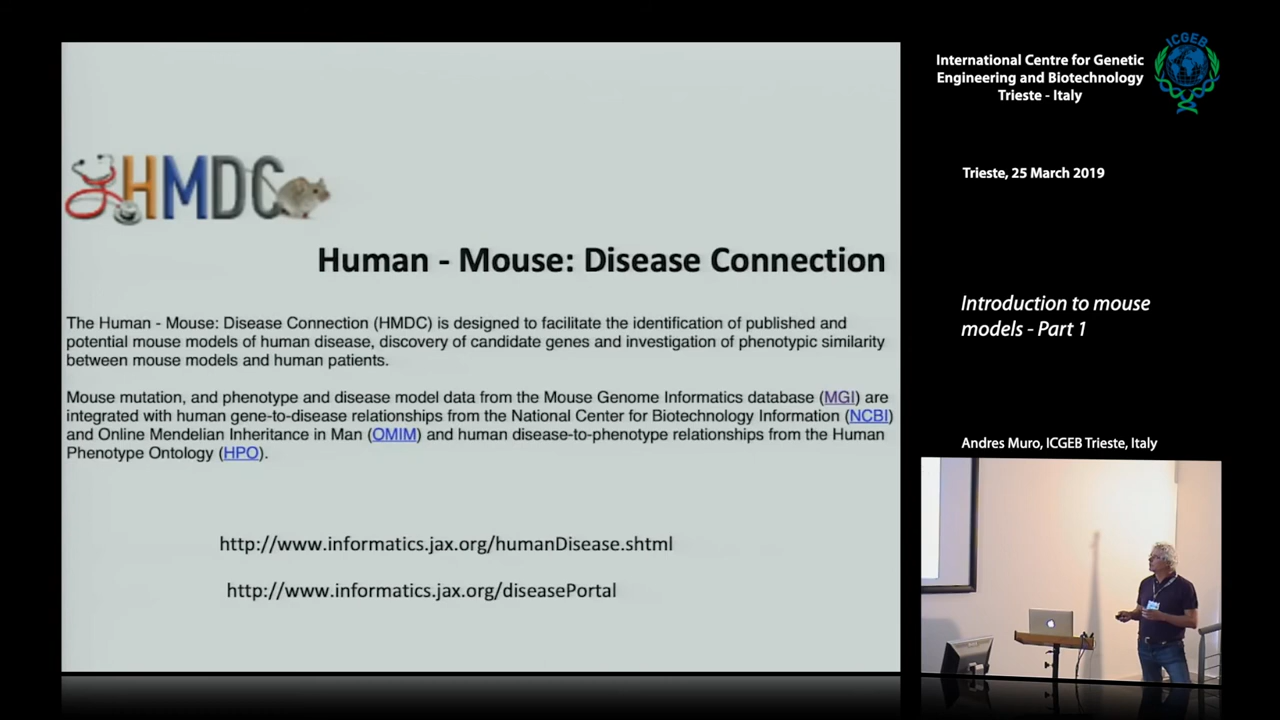 HMDC
Human - Mouse: Disease Connection
The Human - Mouse: Disease Connection (HMDC) is designed to facilitate the identification of published and
potential mouse models of human disease, discovery of candidate genes and investigation of phenotypic similarity
between mouse models and human patients.
Mouse mutation, and phenotype and disease model data from the Mouse Genome Informatics database (MGI) are
integrated with human gene-to-disease relationships from the National Center for Biotechnology Information (NCBI)
and Online Mendelian Inheritance in Man (OMIM) and human disease-to-phenotype relationships from the Human
Phenotype Ontology (HPO).
http://www.informatics.jax.org/humanDisease.shtml
http://www.informatics.jax.org/diseasePortal
International Centre for Genetic
Engineering and Biotechnology
Trieste - Italy
ICGEB
Trieste, 25 March 2019
Introduction to mouse
models - Part 1
Andres Muro, ICGEB Trieste, Italy